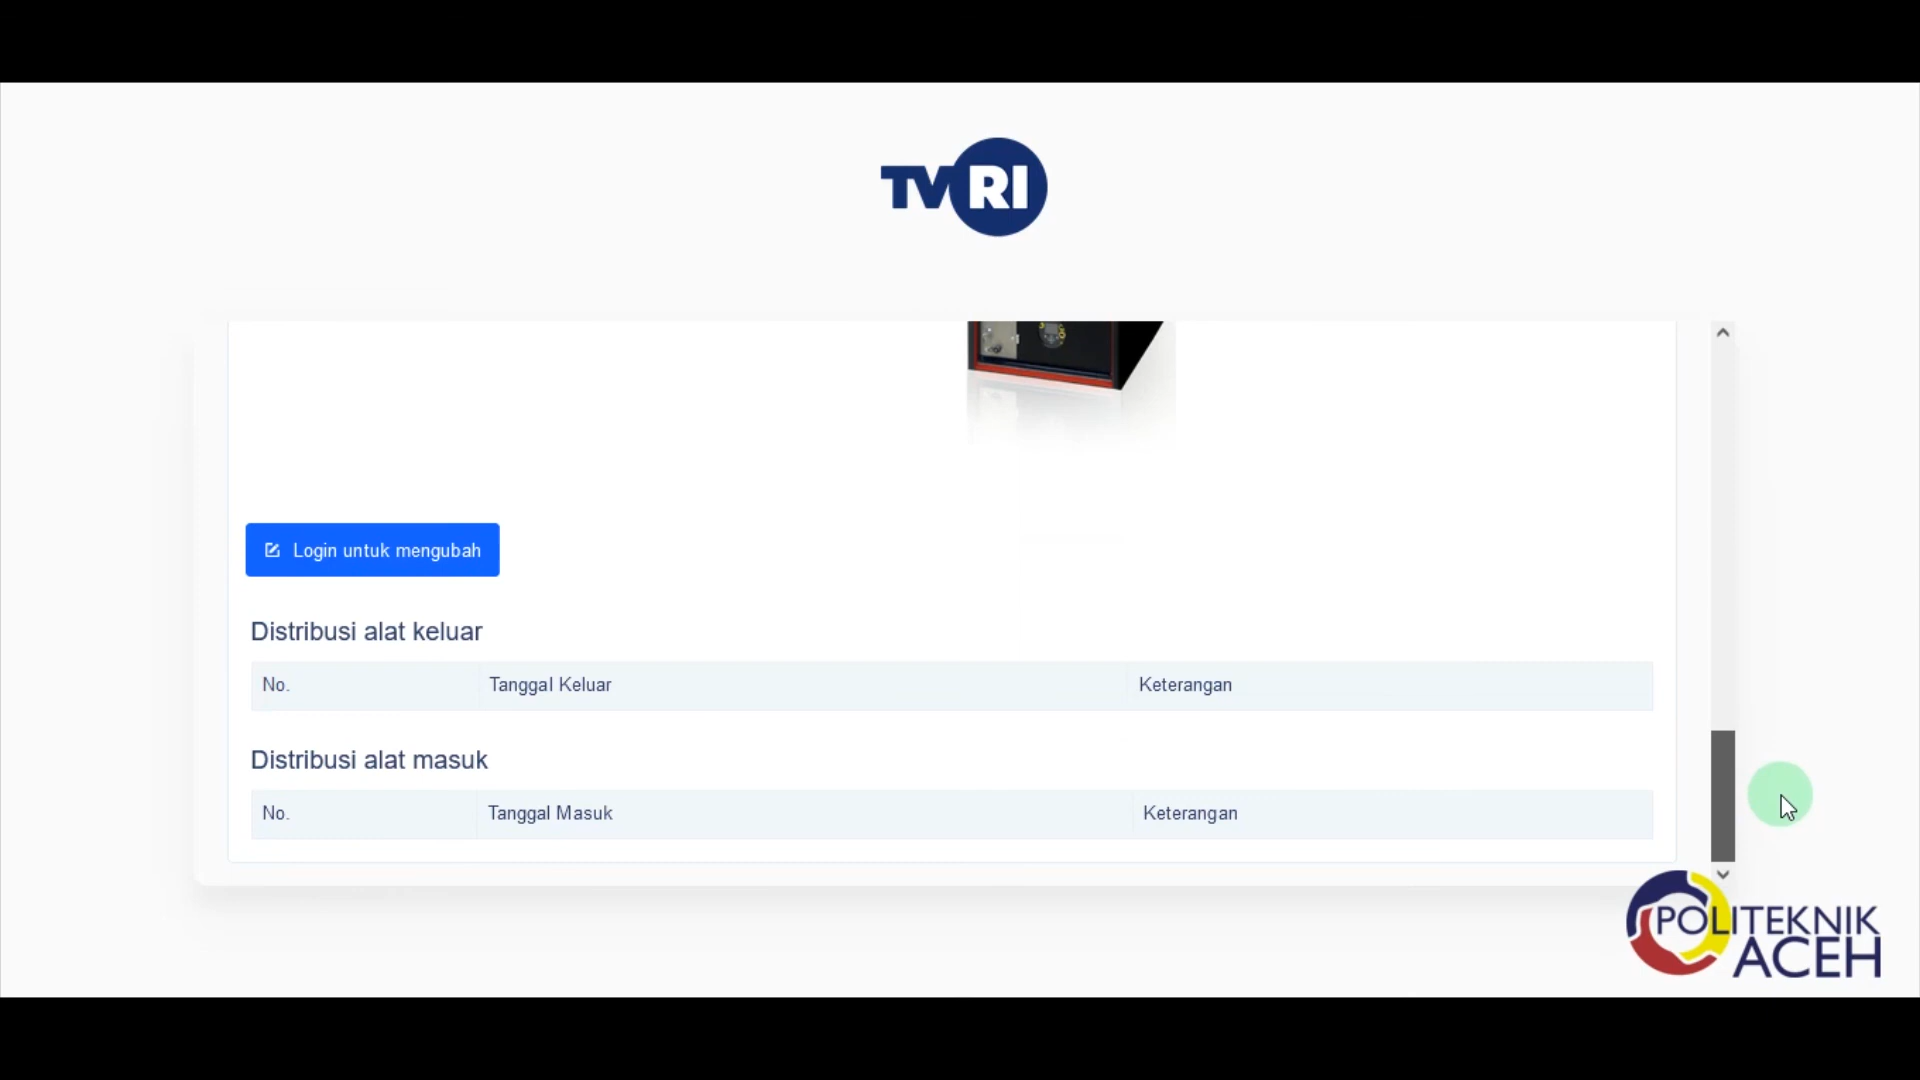 TVRI
Login untuk mengubah
Distribusi alat keluar
No. Tanggal Keluar Keterangan
Distribusi alat masuk
No. Tanggal Masuk Keterangan
POLITEKNIK
ACEH